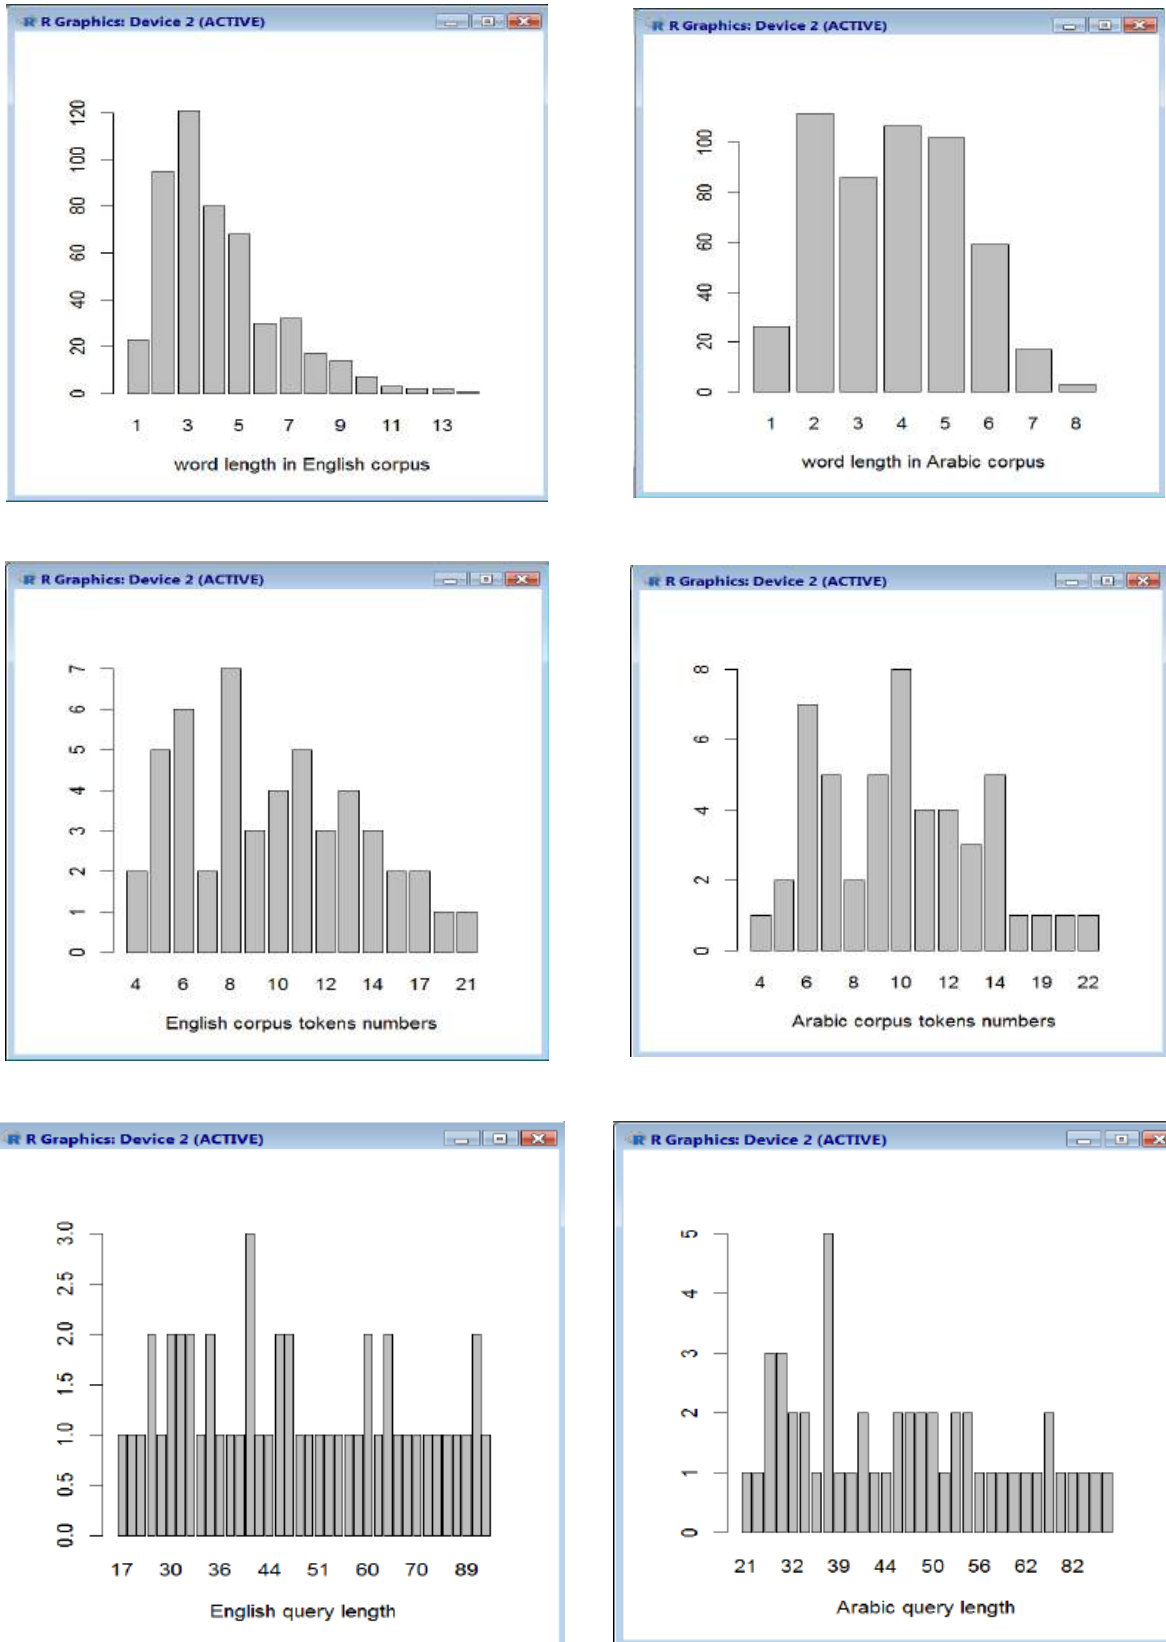 R R Graphics: Device 2 (ACTIVE)
120
100
80
60
40
20
0
1 3 5 7 9 11 13
word length in English corpus
R R Graphics: Device 2 (ACTIVE)
100
80
60
40
20
0
1 2 3 4 5 6 7 8
word length in Arabic corpus
R R Graphics: Device 2 (ACTIVE)
7
6
5
4
3
2
1
0
4 6 8 10 12 14 17 21
English corpus tokens numbers
R R Graphics: Device 2 (ACTIVE)
8
6
4
2
0
4 6 8 10 12 14 19 22
Arabic corpus tokens numbers
R R Graphics: Device 2 (ACTIVE)
3.0
2.5
2.0
1.5
1.0
0.5
0.0
17 30 36 44 51 60 70 89
English query length
R R Graphics: Device 2 (ACTIVE)
5
4
3
2
1
0
21 32 39 44 50 56 62 82
Arabic query length